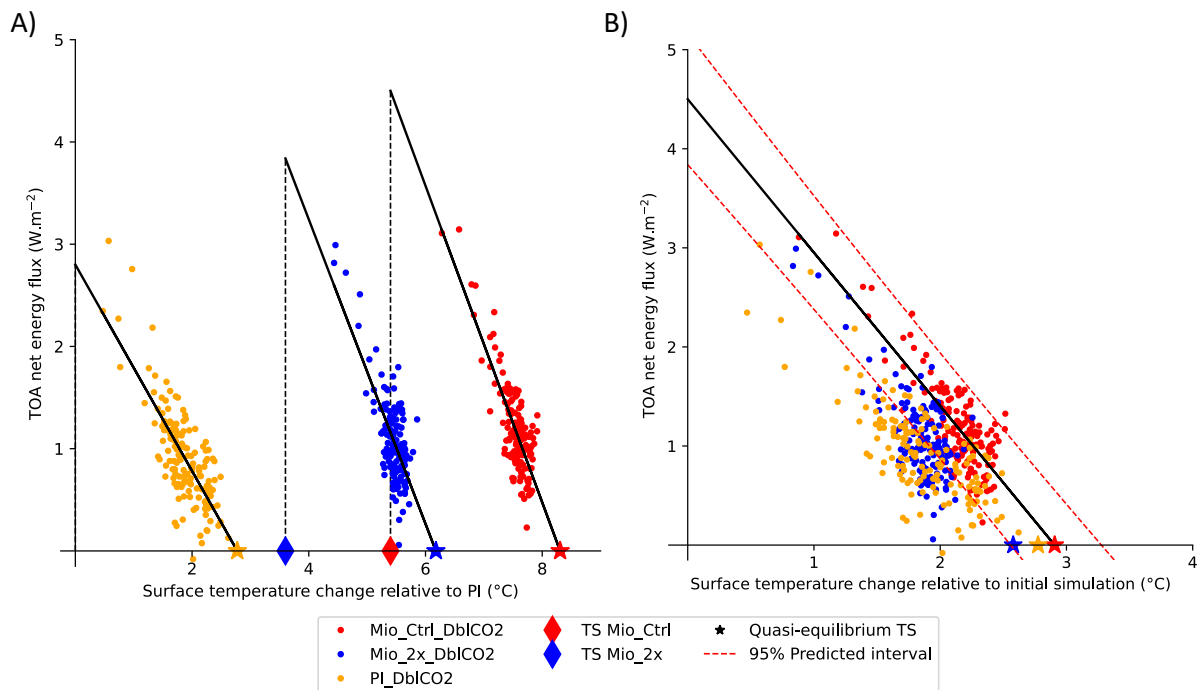 A)
B)
TOA net energy flux (W.m⁻²)
5
4
3
2
1
2
4
6
8
Surface temperature change relative to PI (°C)
TOA net energy flux (W.m⁻²)
5
4
3
2
1
1
2
3
4
Surface temperature change relative to initial simulation (°C)
Mio_Ctrl_DblCO2
Mio_2x_DblCO2
PI_DblCO2
TS Mio_Ctrl
TS Mio_2x
Quasi-equilibrium TS
95% Predicted interval